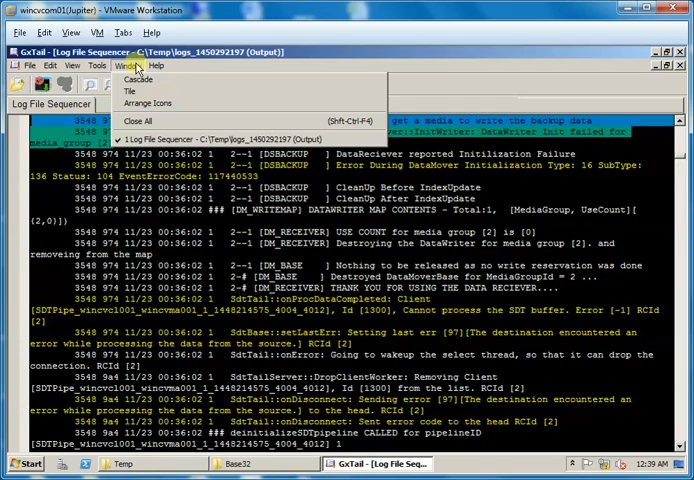 wincvcom01(Jupiter) - VMware Workstation
File Edit View VM Tabs Help
GxTail - [Log File Sequencer - C:\Temp\logs_1450292197 (Output)]
File Edit View Tools Window Help
Cascade
Tile
Arrange Icons
Close All (Shft-Ctrl-F4)
1 Log File Sequencer - C:\Temp\logs_1450292197 (Output)
Log File Sequencer
3548 974 get a media to write the backup data
3548 974 ::InitWriter: DataWriter Init failed for
media_group [2]
3548 974 11/23 00:36:02 1 2--1 [DSBACKUP ] DataReciever reported Initilization Failure
3548 974 11/23 00:36:02 1 2--1 [DSBACKUP ] Error During DataMover Initialization Type: 16 SubType:
136 Status: 104 EventErrorCode: 117440533
3548 974 11/23 00:36:02 1 2--1 [DSBACKUP ] CleanUp Before IndexUpdate
3548 974 11/23 00:36:02 1 2--1 [DSBACKUP ] CleanUp After IndexUpdate
3548 974 11/23 00:36:02 ### [DM_WRITEMAP] DATAWRITER MAP CONTENTS - Total:1, [MediaGroup, UseCount][
(2,0)])
3548 974 11/23 00:36:02 1 2--1 [DM_RECEIVER] USE COUNT for media group [2] is [0]
3548 974 11/23 00:36:02 1 2--1 [DM_RECEIVER] Destroying the DataWriter for media group [2]. and
removeing from the map
3548 974 11/23 00:36:02 1 2--1 [DM_BASE ] Nothing to be released as no write reservation was done
3548 974 11/23 00:36:02 1 2-# [DM_BASE ] Destroyed DataMoverBase for MediaGroupId = 2 ...
3548 974 11/23 00:36:02 1 2-# [DM_RECEIVER] THANK YOU FOR USING THE DATA RECIEVER....
3548 974 11/23 00:36:02 1 SdtTail::onProcDataCompleted: Client
[SDTPipe_wincvcl001_wincvma001_1_1448214575_4004_4012], Id [1300], Cannot process the SDT buffer. Error [-1] RCId
[2]
3548 974 11/23 00:36:02 1 SdtBase::setLastErr: Setting last err [97][The destination encountered an
error while processing the data from the source.] RCId [2]
3548 974 11/23 00:36:02 1 SdtTail::onError: Going to wakeup the select thread, so that it can drop the
connection. RCId [2]
3548 9a4 11/23 00:36:02 1 SdtTailServer::DropClientWorker: Removing Client
[SDTPipe_wincvcl001_wincvma001_1_1448214575_4004_4012], Id [1300] from the list. RCId [2]
3548 9a4 11/23 00:36:02 1 SdtTail::onDisconnect: Sending error [97][The destination encountered an
error while processing the data from the source.] to the head. RCId [2]
3548 9a4 11/23 00:36:02 1 SdtTail::onDisconnect: Sent error code to the head RCId [2]
3548 9a4 11/23 00:36:02 ### deinitializeSDTpipeline CALLED for pipelineID
[SDTPipe_wincvcl001_wincvma001_1_1448214575_4004_4012] 1
Start Temp Base32 GxTail - [Log File Seq... 12:39 AM